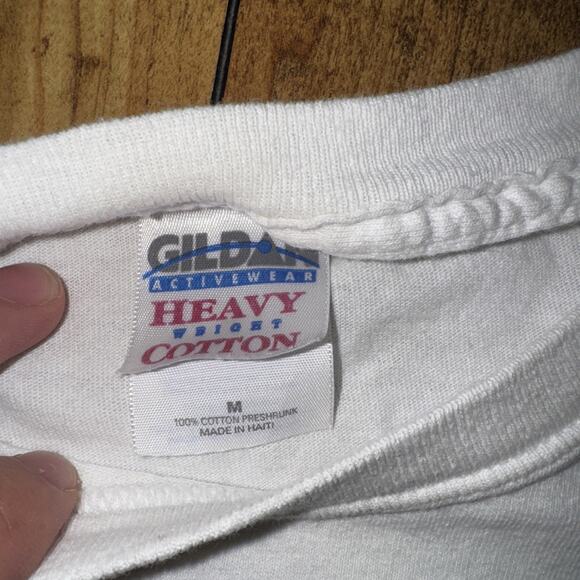 GILDAN
ACTIVEWEAR
HEAVY
WEIGHT
COTTON
M
100% COTTON PRESHRUNK
MADE IN HAITI